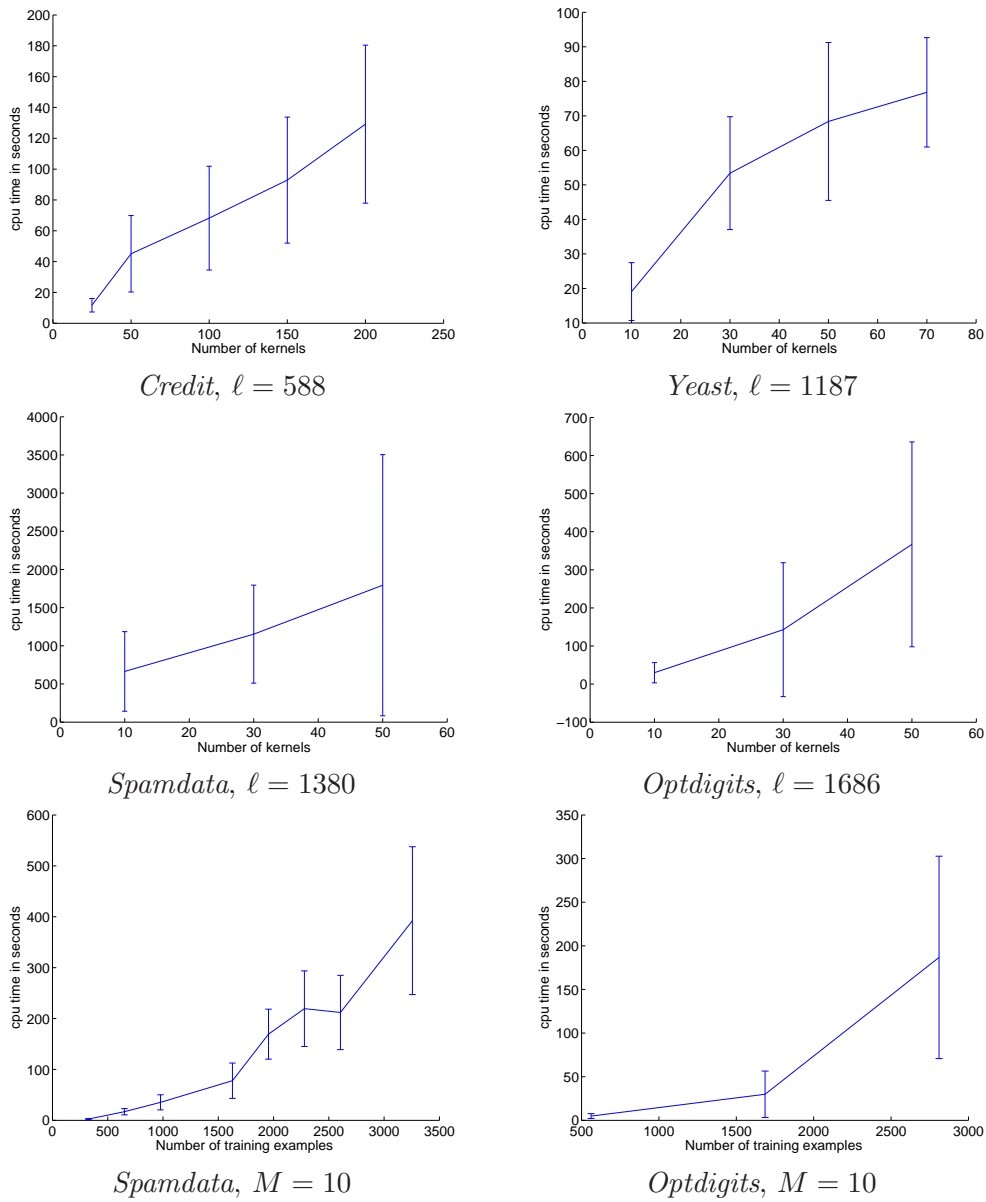 200
180
160
140
120
100
80
60
40
20
0
cpu time in seconds
0 50 100 150 200 250
Number of kernels
Credit, ℓ = 588
100
90
80
70
60
50
40
30
20
10
cpu time in seconds
0 10 20 30 40 50 60 70 80
Number of kernels
Yeast, ℓ = 1187
4000
3500
3000
2500
2000
1500
1000
500
0
cpu time in seconds
0 10 20 30 40 50 60
Number of kernels
Spamdata, ℓ = 1380
700
600
500
400
300
200
100
0
−100
cpu time in seconds
0 10 20 30 40 50 60
Number of kernels
Optdigits, ℓ = 1686
600
500
400
300
200
100
0
cpu time in seconds
0 500 1000 1500 2000 2500 3000 3500
Number of training examples
Spamdata, M = 10
350
300
250
200
150
100
50
0
cpu time in seconds
500 1000 1500 2000 2500 3000
Number of training examples
Optdigits, M = 10